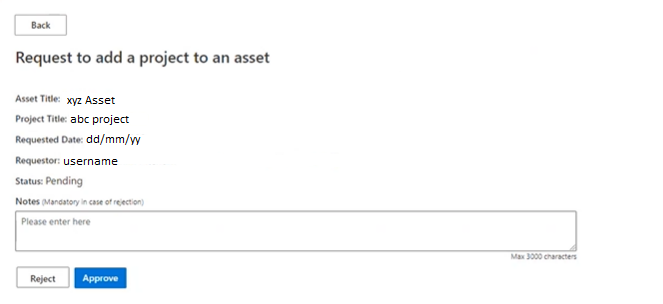 Back
Request to add a project to an asset
Asset Title: xyz Asset
Project Title: abc project
Requested Date: dd/mm/yy
Requestor: username
Status: Pending
Notes (Mandatory in case of rejection)
Please enter here
Max 3000 characters
Reject Approve